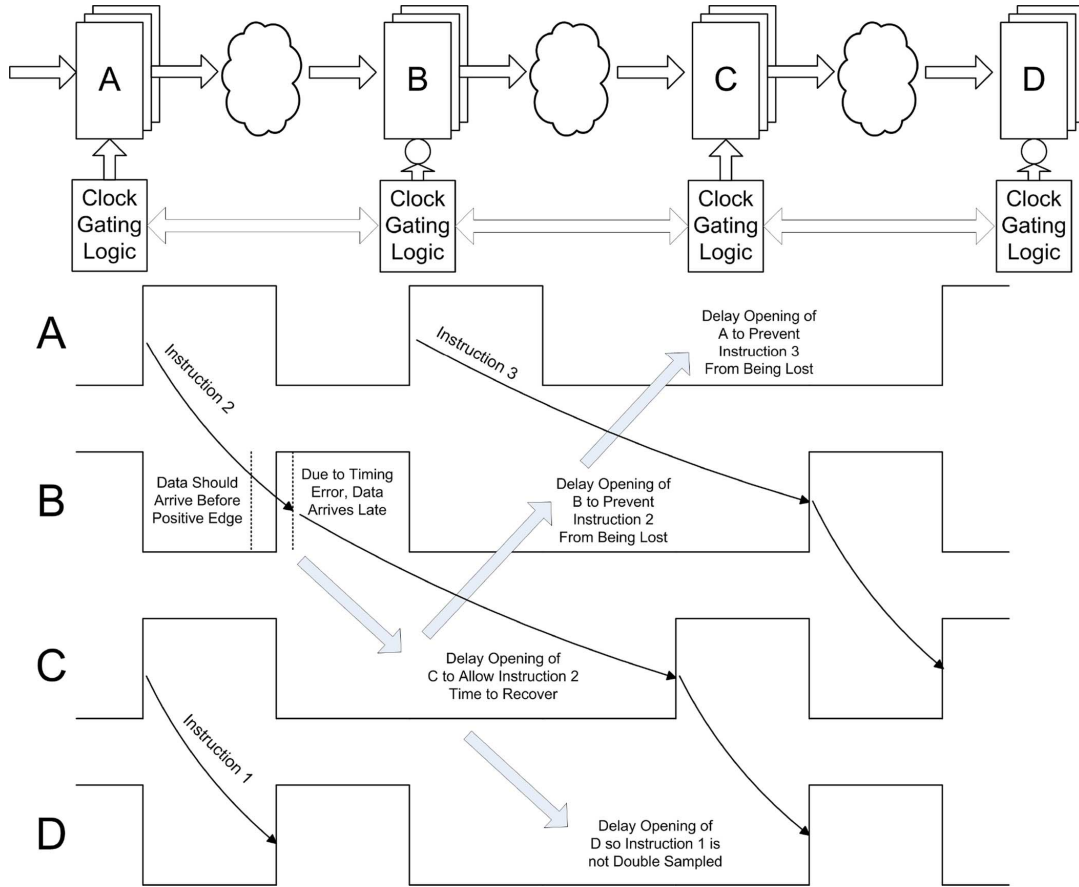 A
B
C
D
Clock
Gating
Logic
Clock
Gating
Logic
Clock
Gating
Logic
Clock
Gating
Logic
A
Instruction 2
Instruction 3
Delay Opening of
A to Prevent
Instruction 3
From Being Lost
B
Data Should
Arrive Before
Positive Edge
Due to Timing
Error, Data
Arrives Late
Delay Opening of
B to Prevent
Instruction 2
From Being Lost
C
Instruction 1
Delay Opening of
C to Allow Instruction 2
Time to Recover
D
Delay Opening of
D so Instruction 1 is
not Double Sampled